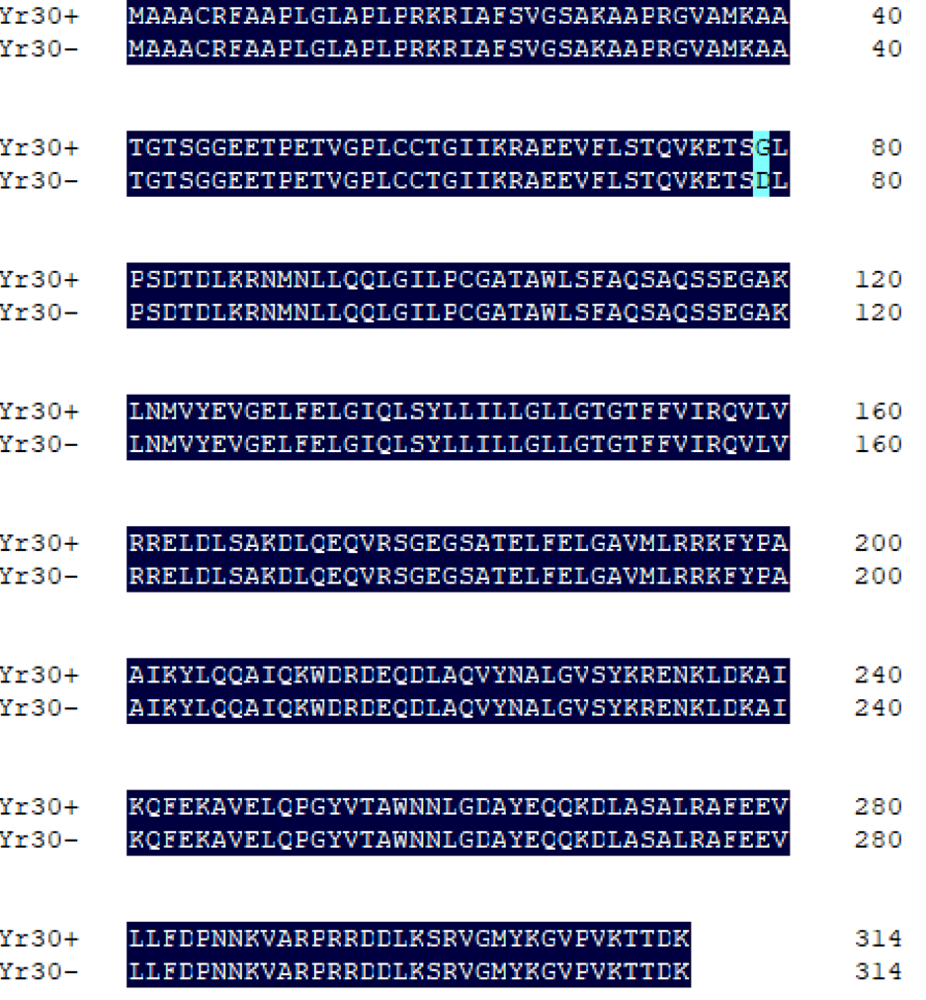 Yr30+ MAAACRFAAPLGLAPLPRKRIAFSVGSAKAAPRGVAMKAA 40
Yr30- MAAACRFAAPLGLAPLPRKRIAFSVGSAKAAPRGVAMKAA 40
Yr30+ TGTSGGEETPETVGPLCCTGIIKRAEEVFLSTQVKETSGL 80
Yr30- TGTSGGEETPETVGPLCCTGIIKRAEEVFLSTQVKETSDL 80
Yr30+ PSDTDLKRNMNLLQQLGILPCGATAWLSFAQSAQSSEGAK 120
Yr30- PSDTDLKRNMNLLQQLGILPCGATAWLSFAQSAQSSEGAK 120
Yr30+ LNMVYEVGELFELGIQLSYLLILLGLLGTGTFFVIRQVLV 160
Yr30- LNMVYEVGELFELGIQLSYLLILLGLLGTGTFFVIRQVLV 160
Yr30+ RRELDLSAKDLQEQVRSGEGSATELFELGAVMLRRKFYPA 200
Yr30- RRELDLSAKDLQEQVRSGEGSATELFELGAVMLRRKFYPA 200
Yr30+ AIKYLQQAIQKWDRDEQDLAQVYNALGVSYKRENKLDKAI 240
Yr30- AIKYLQQAIQKWDRDEQDLAQVYNALGVSYKRENKLDKAI 240
Yr30+ KQFEKAVELQPGYVTAWNNLGDAYEQQKDLASALRAFEEV 280
Yr30- KQFEKAVELQPGYVTAWNNLGDAYEQQKDLASALRAFEEV 280
Yr30+ LLFDPNNKVARPRRDDLKSRVGMYKGVPVKTTDK 314
Yr30- LLFDPNNKVARPRRDDLKSRVGMYKGVPVKTTDK 314